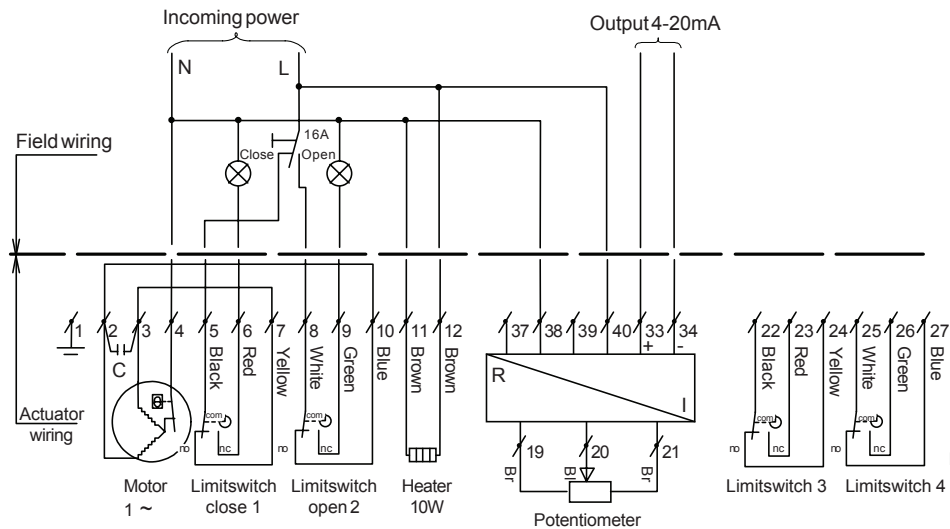 Incoming power
Output 4-20mA
N
L
16A
Close
Open
Field wiring
Actuator
wiring
1
2
3
4
5
6
7
8
9
10
11
12
37
38
39
40
33
34
22
23
24
25
26
27
+
-
C
Black
Red
Yellow
White
Green
Blue
Brown
Brown
R
I
Black
Red
Yellow
White
Green
Blue
com
no
nc
com
no
nc
com
no
nc
com
no
nc
19
20
21
Br
Bl
Br
Motor
1 ~
Limitswitch
close 1
Limitswitch
open 2
Heater
10W
Potentiometer
Limitswitch 3
Limitswitch 4